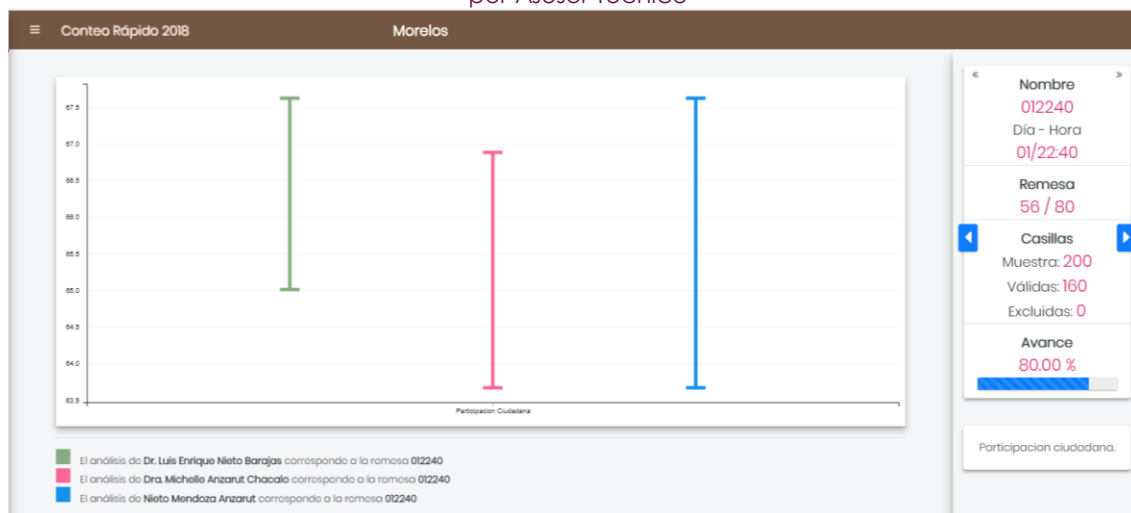 por Asesor Técnico
≡ Conteo Rápido 2018 Morelos
67.5
67.0
66.5
66.0
65.5
65.0
64.5
64.0
63.5
Participacion Ciudadana
El análisis de Dr. Luis Enrique Nieto Barajas corresponde a la remesa 012240
El análisis de Dra. Michelle Anzarut Chacalo corresponde a la remesa 012240
El análisis de Nieto Mendoza Anzarut corresponde a la remesa 012240
« Nombre »
012240
Día - Hora
01/22:40
Remesa
56 / 80
Casillas
Muestra: 200
Válidas: 160
Excluidas: 0
Avance
80.00 %
Participacion ciudadana.